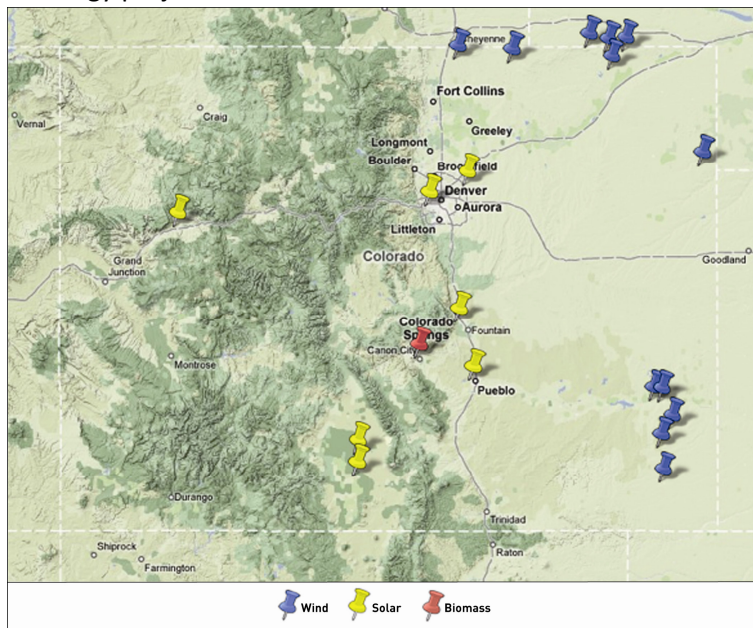 Cheyenne
Fort Collins
Craig
Vernal
Greeley
Longmont
Boulder
Denver
Aurora
Littleton
Colorado
Goodland
Grand
Junction
Colorado
Springs
Fountain
Canon City
Montrose
Pueblo
Durango
Trinidad
Shiprock
Farmington
Raton
Wind
Solar
Biomass